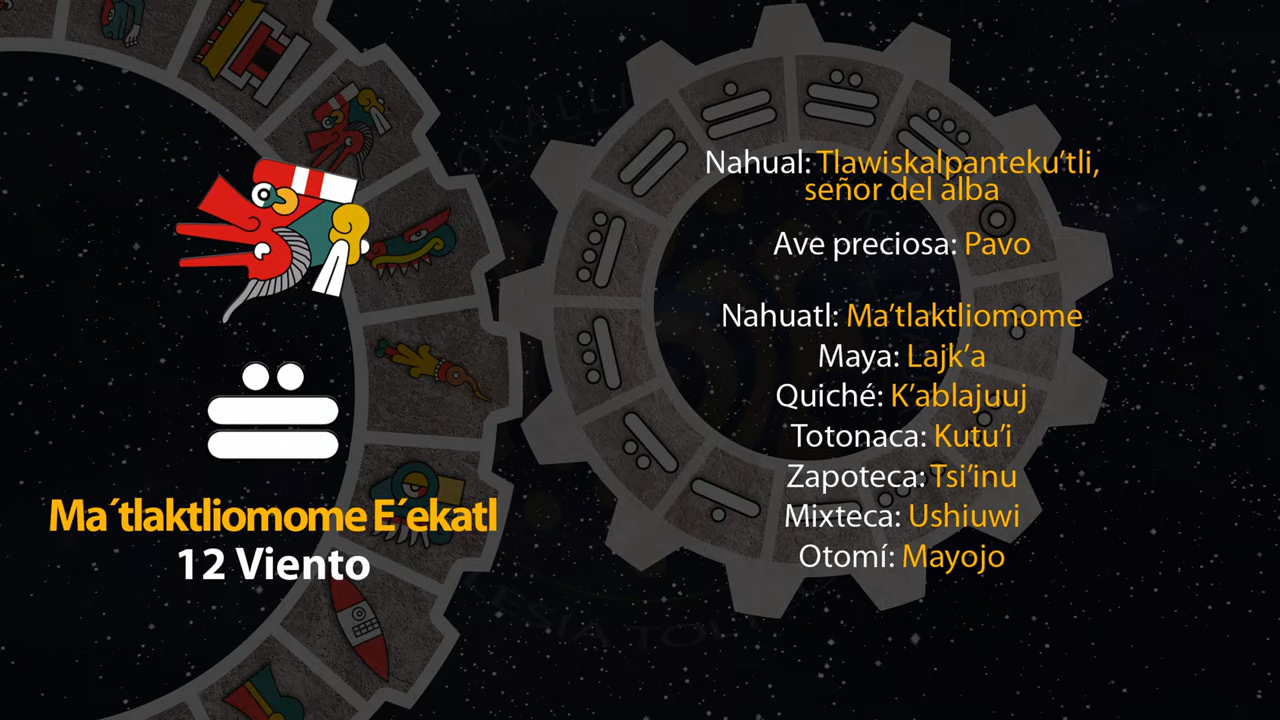 Ma´tlaktliomome E´ekatl
12 Viento
Nahual: Tlawiskalpanteku’tli,
señor del alba
Ave preciosa: Pavo
Nahuatl: Ma’tlaktliomome
Maya: Lajk’a
Quiché: K’ablajuuj
Totonaca: Kutu’i
Zapoteca: Tsi’inu
Mixteca: Ushiuwi
Otomí: Mayojo